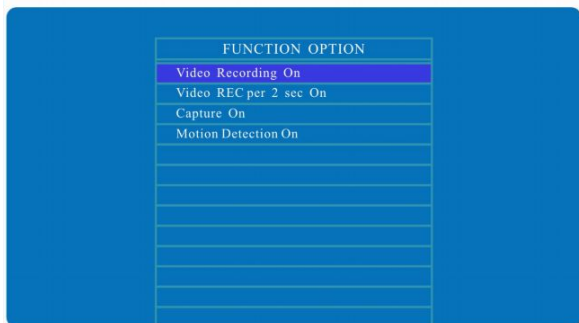 FUNCTION OPTION
Video Recording On
Video REC per 2 sec On
Capture On
Motion Detection On